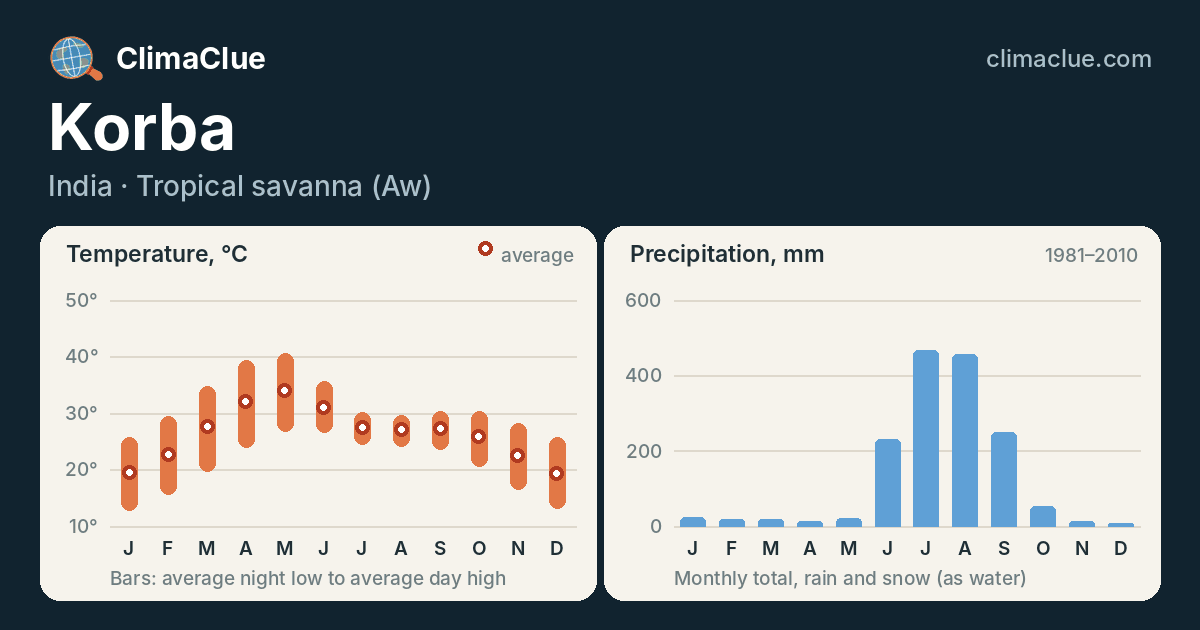 ClimaClue
climaclue.com
Korba
India · Tropical savanna (Aw)
Temperature, °C
average
50°
40°
30°
20°
10°
J F M A M J J A S O N D
Bars: average night low to average day high
Precipitation, mm
1981–2010
600
400
200
0
J F M A M J J A S O N D
Monthly total, rain and snow (as water)